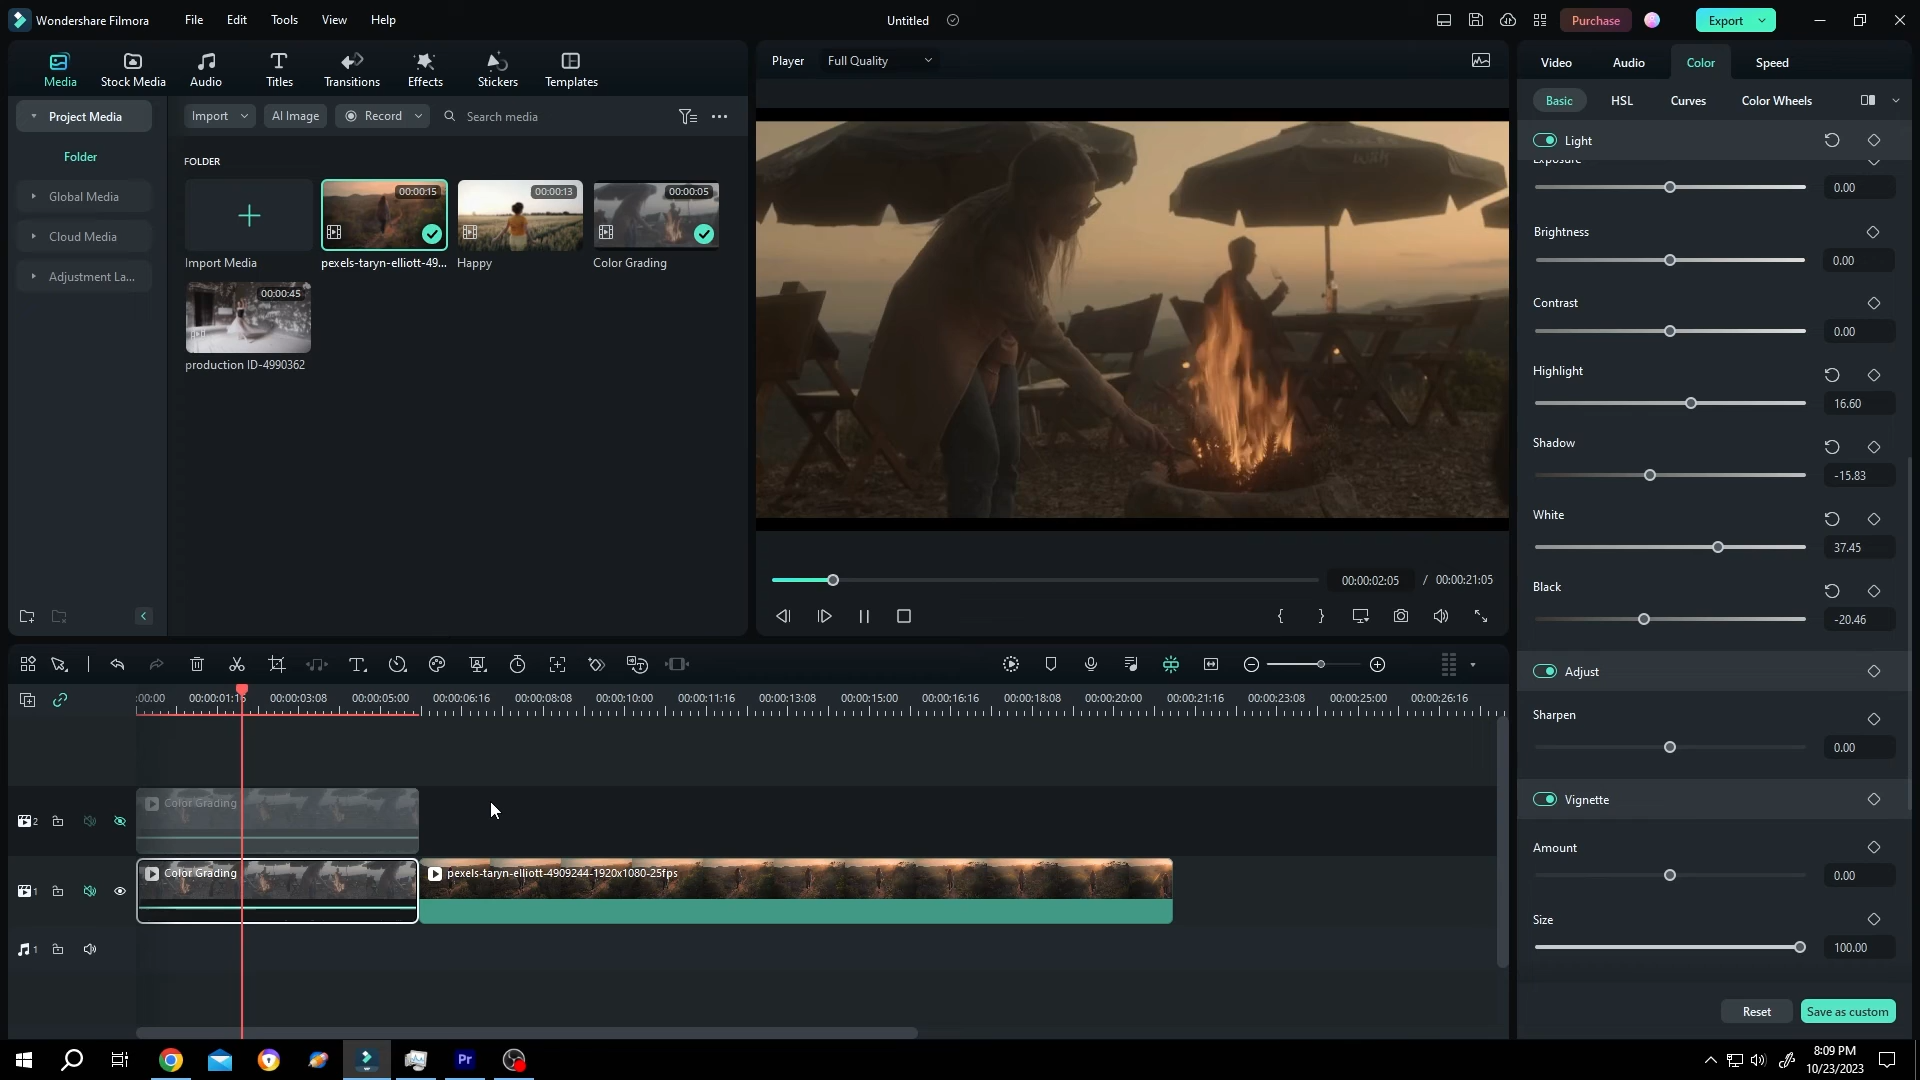 Wondershare Filmora
File Edit Tools View Help
Untitled
Purchase
Export
Media
Stock Media
Audio
Titles
Transitions
Effects
Stickers
Templates
Player
Full Quality
Video
Audio
Color
Speed
Project Media
Folder
Global Media
Cloud Media
Adjustment La...
Import
AI Image
Record
Search media
FOLDER
Import Media
00:00:15
pexels-taryn-elliott-49...
00:00:13
Happy
00:00:05
Color Grading
00:00:45
production ID-4990362
00:00:02:05 / 00:00:21:05
Basic
HSL
Curves
Color Wheels
Light
Exposure
0.00
Brightness
0.00
Contrast
0.00
Highlight
16.60
Shadow
-15.83
White
37.45
Black
-20.46
Adjust
Sharpen
0.00
Vignette
Amount
0.00
Size
100.00
Reset
Save as custom
:00:00 00:00:01:16 00:00:03:08 00:00:05:00 00:00:06:16 00:00:08:08 00:00:10:00 00:00:11:16 00:00:13:08 00:00:15:00 00:00:16:16 00:00:18:08 00:00:20:00 00:00:21:16 00:00:23:08 00:00:25:00 00:00:26:16
2
Color Grading
1
Color Grading
pexels-taryn-elliott-4909244-1920x1080-25fps
1
Pr
8:09 PM
10/23/2023